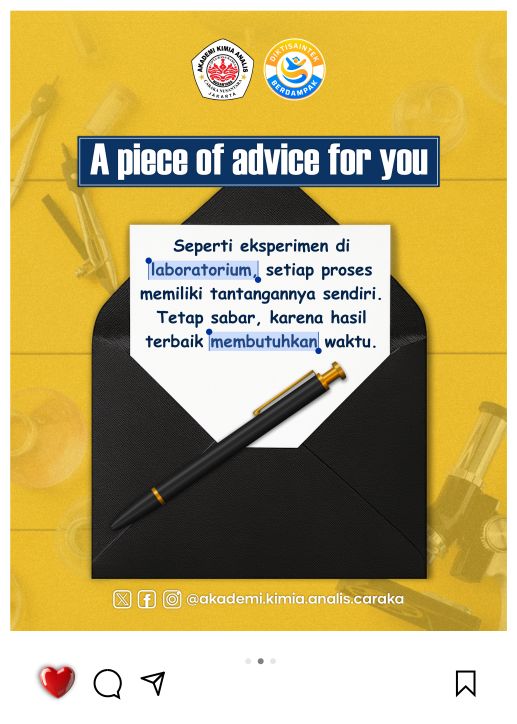 AKADEMI KIMIA ANALIS
CARAKA NUSANTARA
JAKARTA
DIKTISAINTEK
BERDAMPAK
A piece of advice for you
Seperti eksperimen di
laboratorium, setiap proses
memiliki tantangannya sendiri.
Tetap sabar, karena hasil
terbaik membutuhkan waktu.
@akademi.kimia.analis.caraka